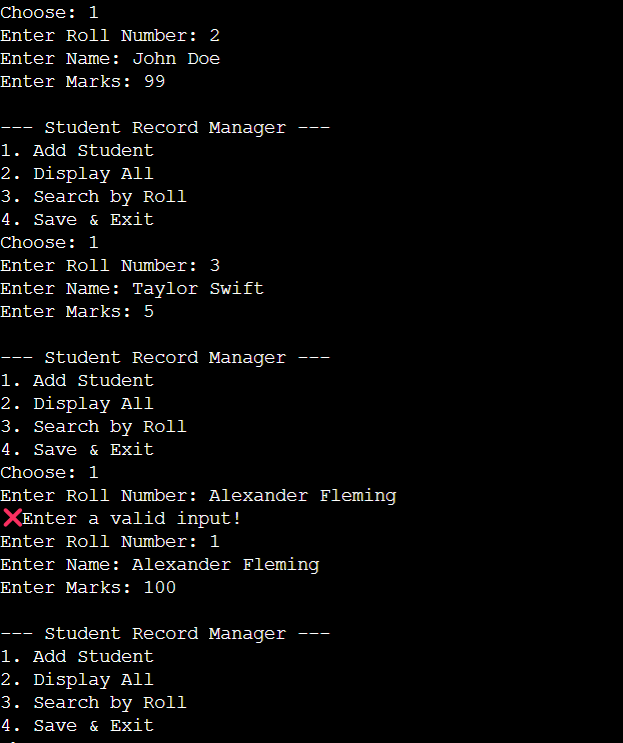 Choose: 1
Enter Roll Number: 2
Enter Name: John Doe
Enter Marks: 99
--- Student Record Manager ---
1. Add Student
2. Display All
3. Search by Roll
4. Save & Exit
Choose: 1
Enter Roll Number: 3
Enter Name: Taylor Swift
Enter Marks: 5
--- Student Record Manager ---
1. Add Student
2. Display All
3. Search by Roll
4. Save & Exit
Choose: 1
Enter Roll Number: Alexander Fleming
❌Enter a valid input!
Enter Roll Number: 1
Enter Name: Alexander Fleming
Enter Marks: 100
--- Student Record Manager ---
1. Add Student
2. Display All
3. Search by Roll
4. Save & Exit